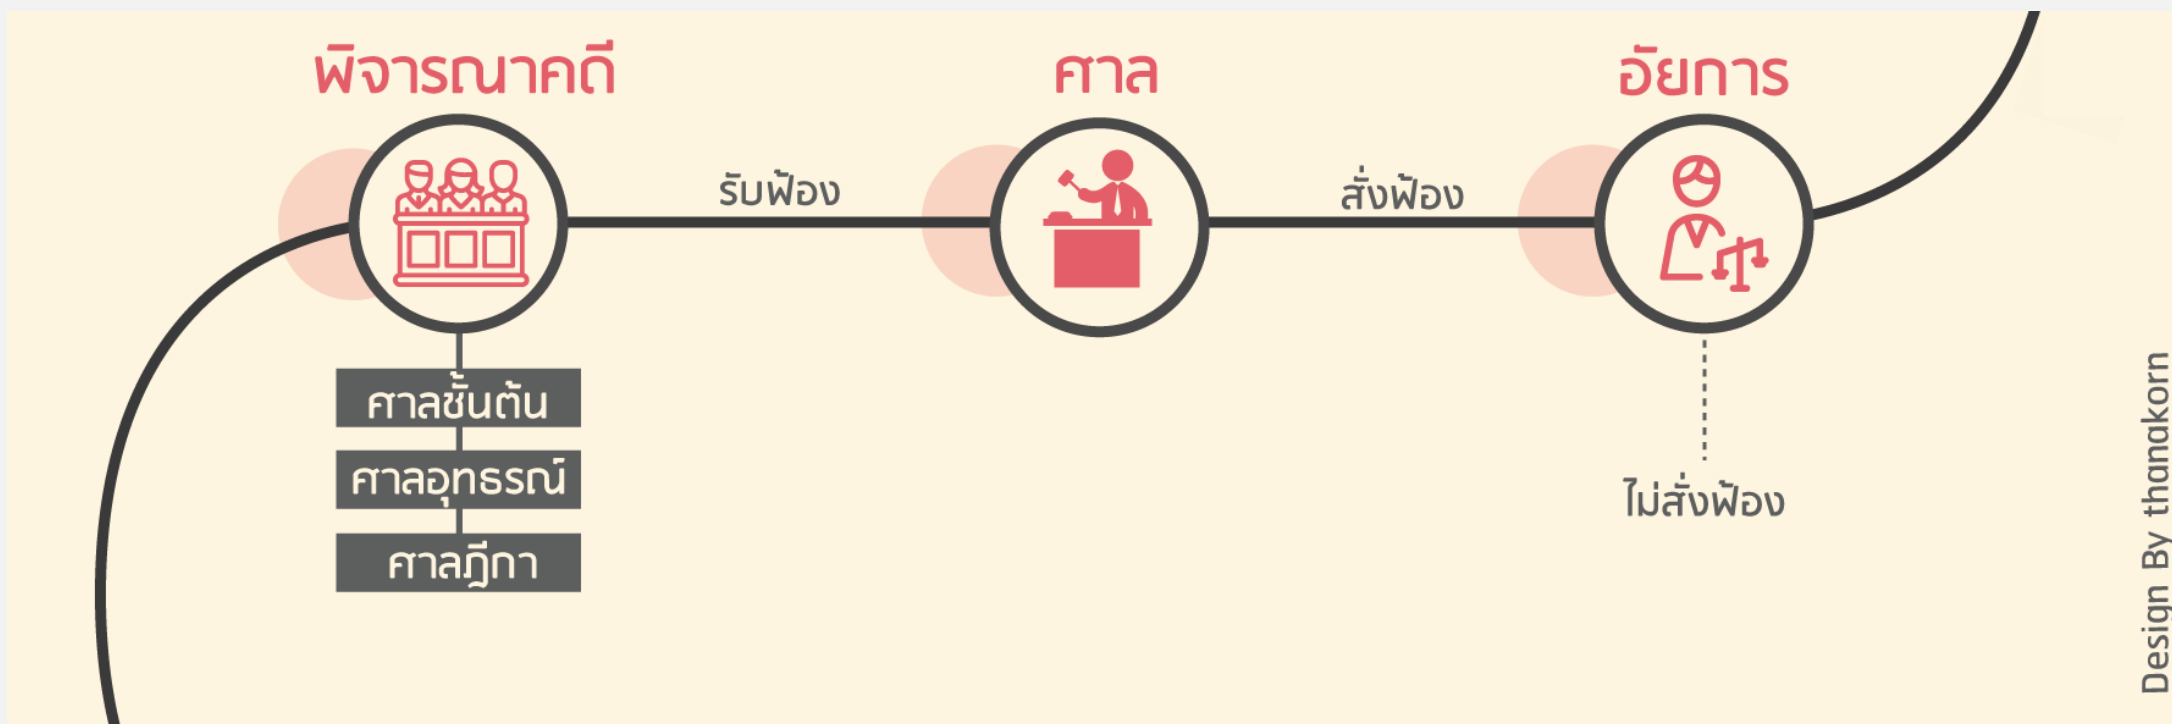 พิจารณาคดี
ศาล
อัยการ
รับฟ้อง
สั่งฟ้อง
ศาลชั้นต้น
ศาลอุทธรณ์
ศาลฎีกา
ไม่สั่งฟ้อง
Design By thanakorn